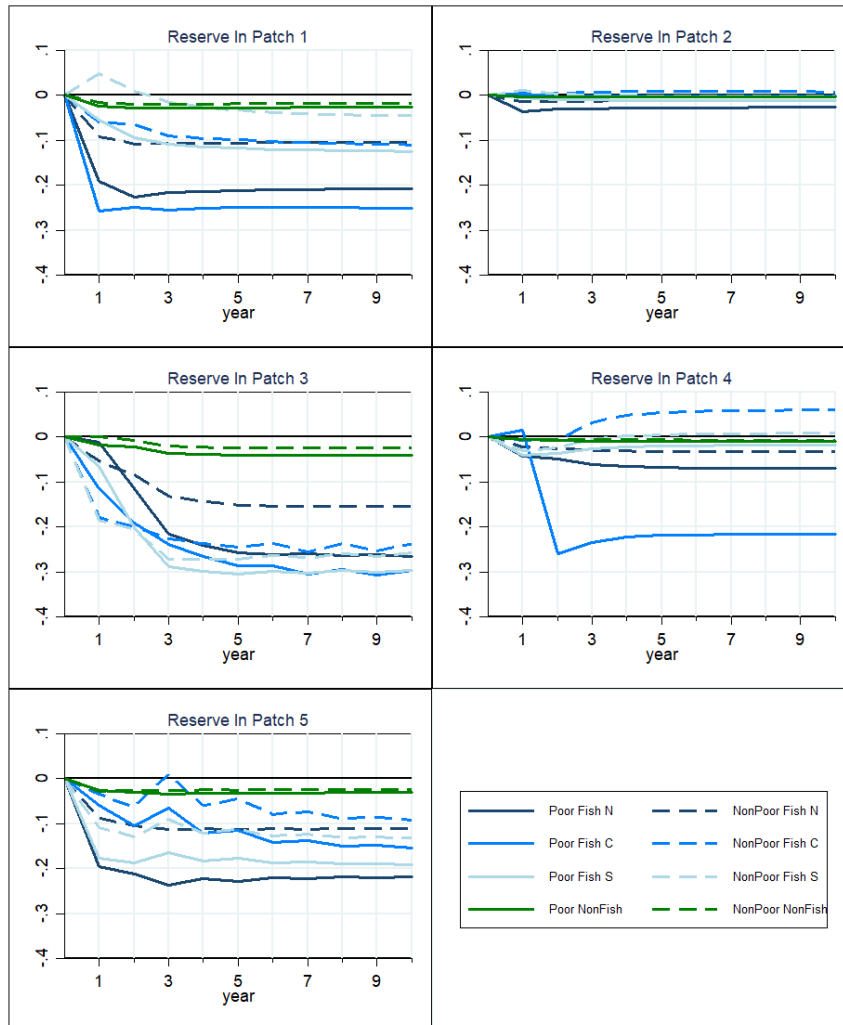 Reserve In Patch 1
.1
0
-.1
-.2
-.3
-.4
1 3 5 7 9
year
Reserve In Patch 2
.1
0
-.1
-.2
-.3
-.4
1 3 5 7 9
year
Reserve In Patch 3
.1
0
-.1
-.2
-.3
-.4
1 3 5 7 9
year
Reserve In Patch 4
.1
0
-.1
-.2
-.3
-.4
1 3 5 7 9
year
Reserve In Patch 5
.1
0
-.1
-.2
-.3
-.4
1 3 5 7 9
year
Poor Fish N NonPoor Fish N
Poor Fish C NonPoor Fish C
Poor Fish S NonPoor Fish S
Poor NonFish NonPoor NonFish